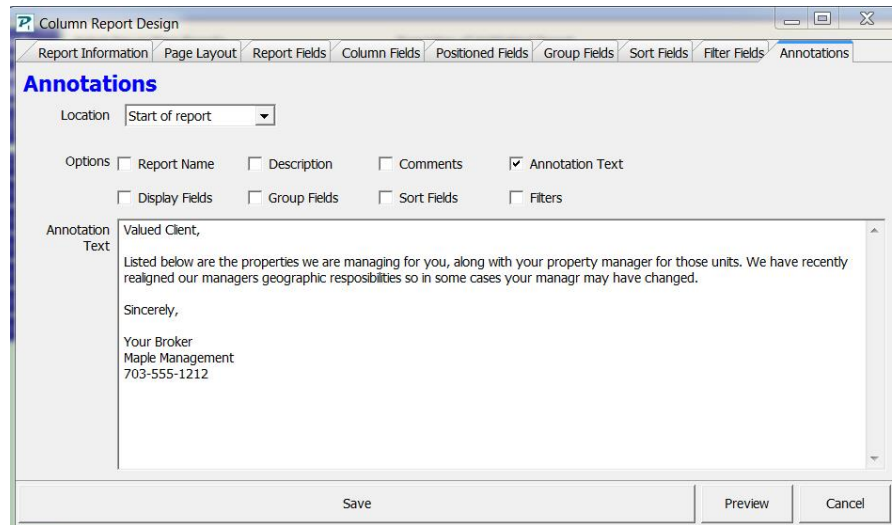 Column Report Design
Report Information Page Layout Report Fields Column Fields Positioned Fields Group Fields Sort Fields Filter Fields Annotations
Annotations
Location Start of report
Options Report Name Description Comments Annotation Text
Display Fields Group Fields Sort Fields Filters
Annotation Text
Valued Client,
Listed below are the properties we are managing for you, along with your property manager for those units. We have recently
realigned our managers geographic resposibilties so in some cases your managr may have changed.
Sincerely,
Your Broker
Maple Management
703-555-1212
Save Preview Cancel